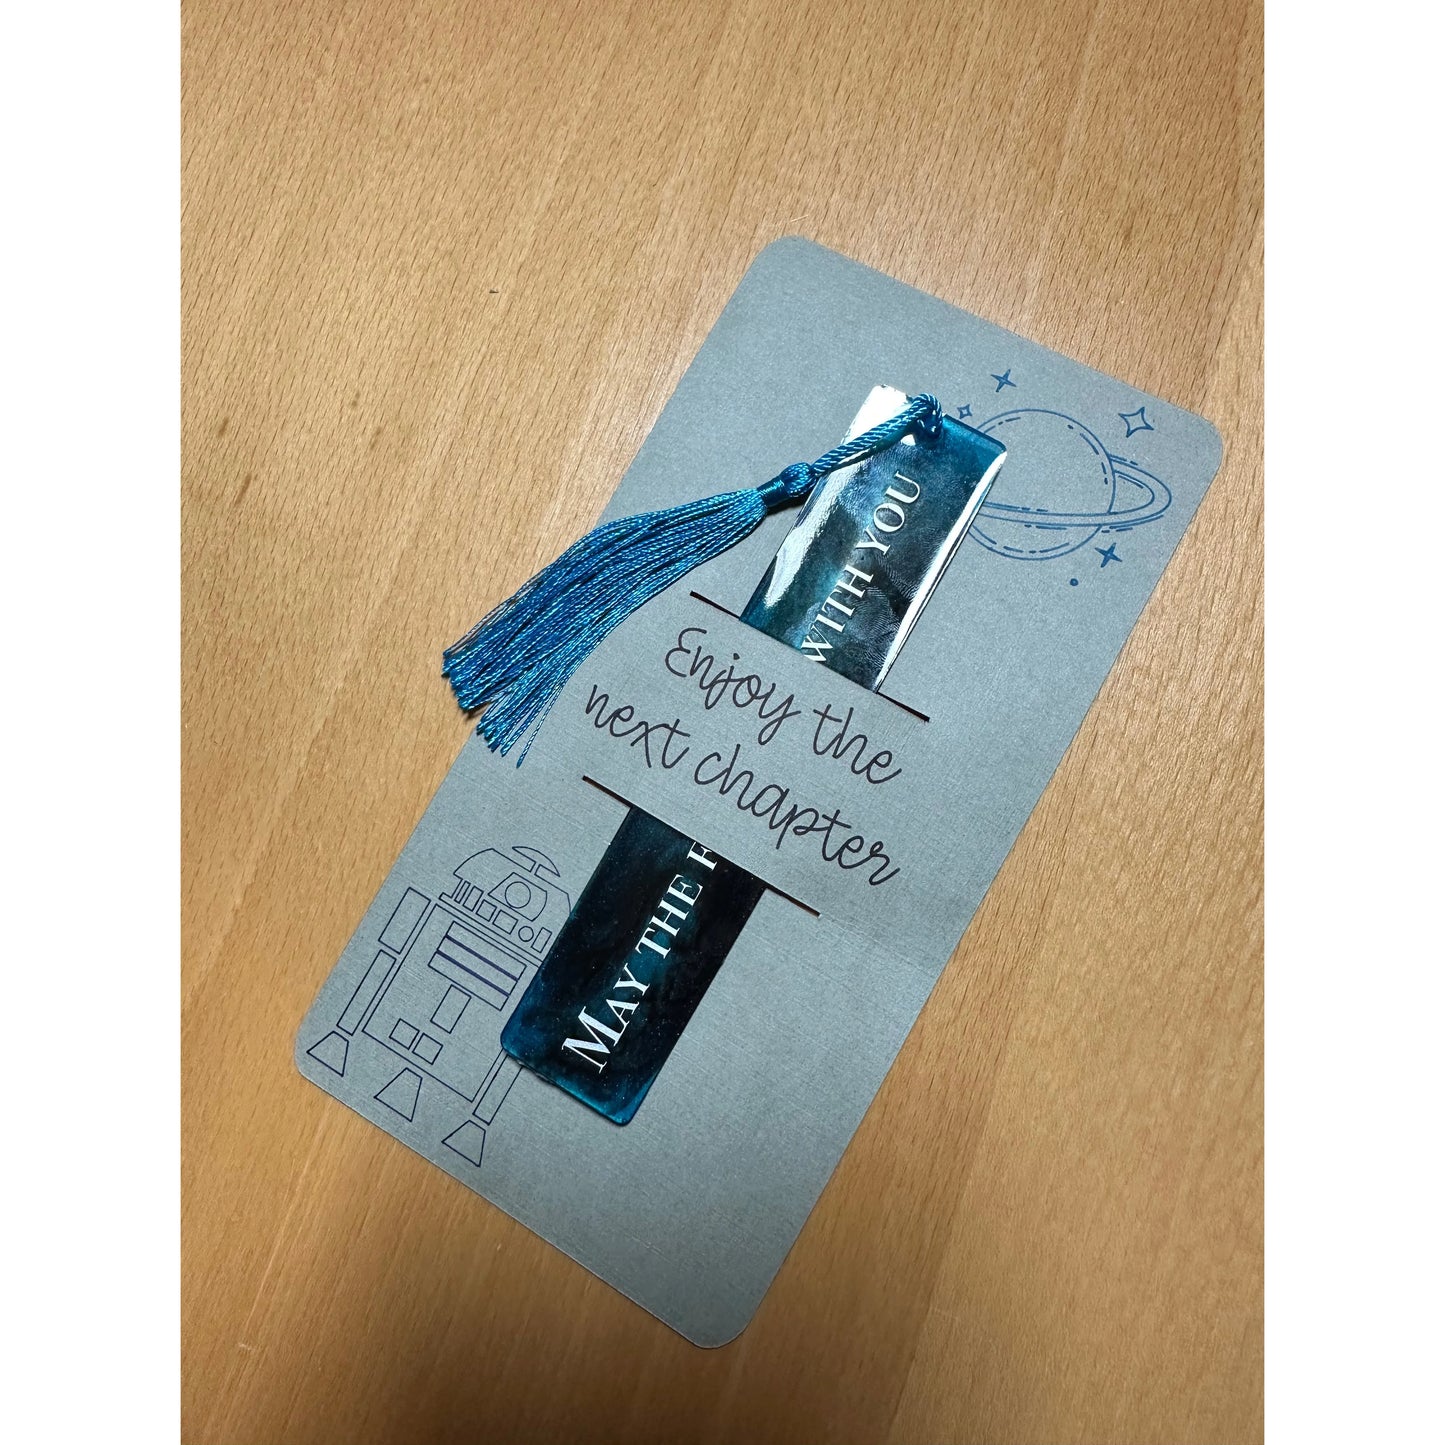 Enjoy the
next chapter
MAY THE F
WITH YOU